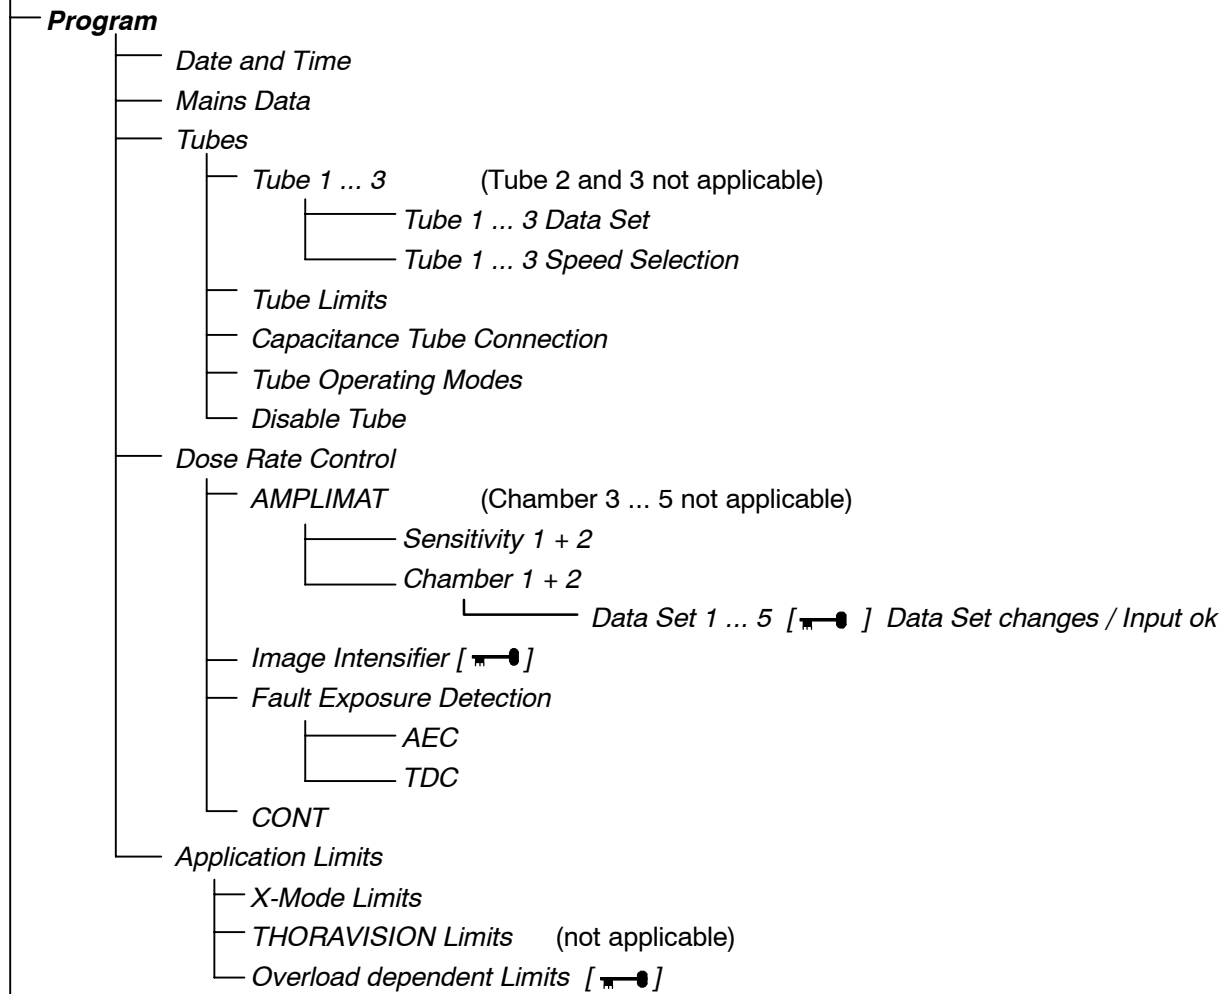 Program
Date and Time
Mains Data
Tubes
Tube 1 ... 3 (Tube 2 and 3 not applicable)
Tube 1 ... 3 Data Set
Tube 1 ... 3 Speed Selection
Tube Limits
Capacitance Tube Connection
Tube Operating Modes
Disable Tube
Dose Rate Control
AMPLIMAT (Chamber 3 ... 5 not applicable)
Sensitivity 1 + 2
Chamber 1 + 2
Data Set 1 ... 5 [ ] Data Set changes / Input ok
Image Intensifier [ ]
Fault Exposure Detection
AEC
TDC
CONT
Application Limits
X-Mode Limits
THORAVISION Limits (not applicable)
Overload dependent Limits [ ]